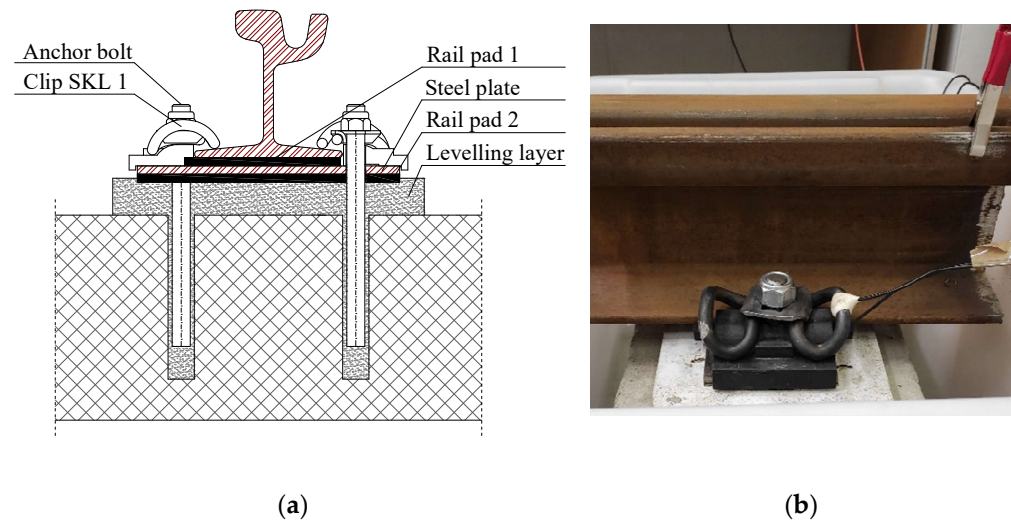 Anchor bolt
Clip SKL 1
Rail pad 1
Steel plate
Rail pad 2
Levelling layer
(a)
(b)